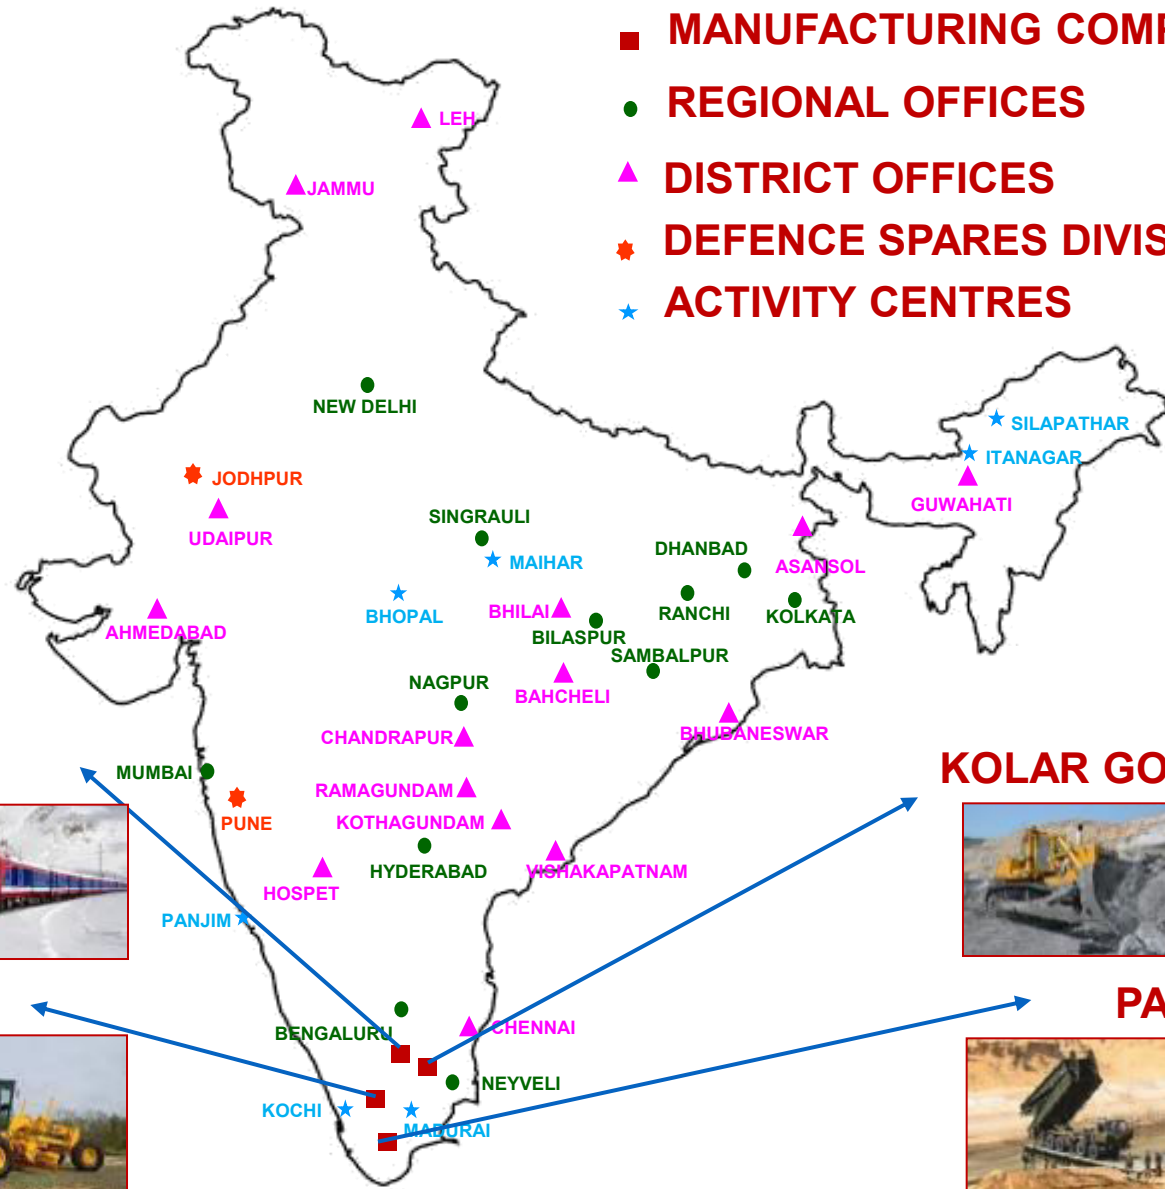 MANUFACTURING COMP
REGIONAL OFFICES
DISTRICT OFFICES
DEFENCE SPARES DIVIS
ACTIVITY CENTRES
LEH
JAMMU
NEW DELHI
SILAPATHAR
ITANAGAR
GUWAHATI
JODHPUR
UDAIPUR
SINGRAULI
MAIHAR
DHANBAD
ASANSOL
BHOPAL
BHILAI
RANCHI
KOLKATA
AHMEDABAD
BILASPUR
SAMBALPUR
NAGPUR
BAHCHELI
CHANDRAPUR
BHUBANESWAR
MUMBAI
KOLAR GO
RAMAGUNDAM
PUNE
KOTHAGUNDAM
HYDERABAD
VISHAKAPATNAM
HOSPET
PANJIM
PA
BENGALURU
CHENNAI
NEYVELI
KOCHI
MADURAI